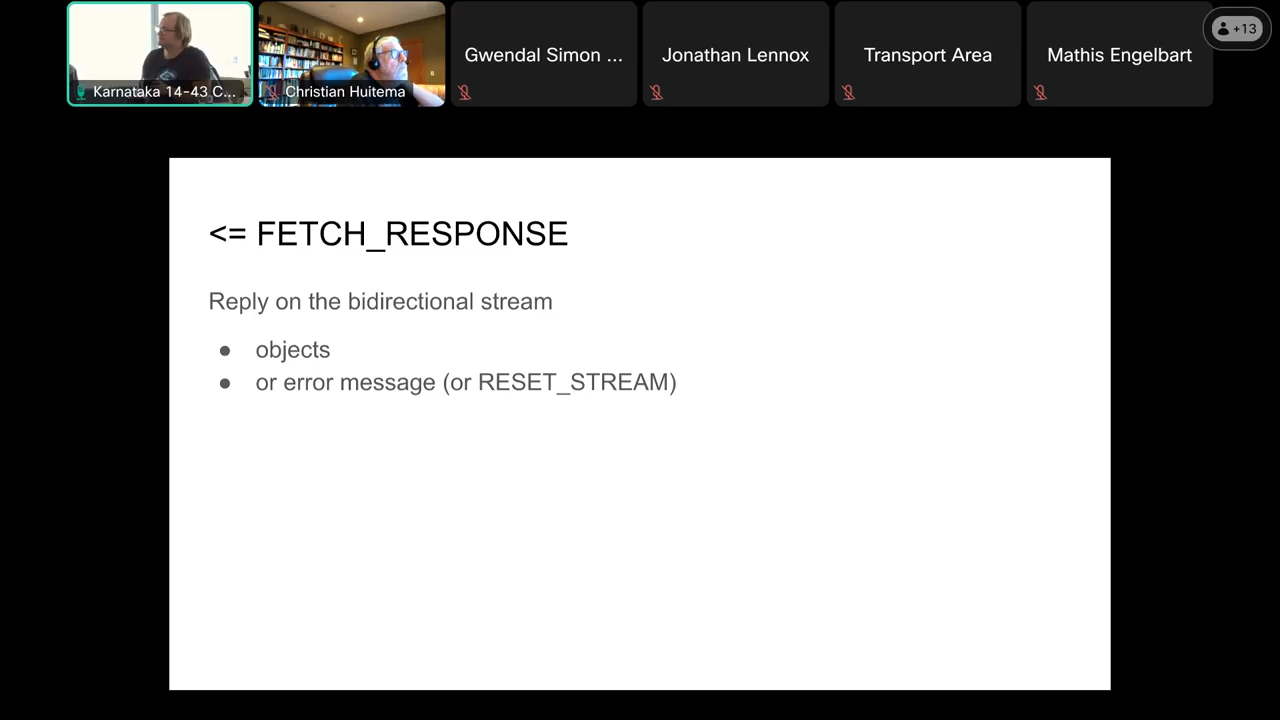 Karnataka 14-43 C...
Christian Huitema
Gwendal Simon ...
Jonathan Lennox
Transport Area
Mathis Engelbart
+13
<= FETCH_RESPONSE
Reply on the bidirectional stream
● objects
● or error message (or RESET_STREAM)